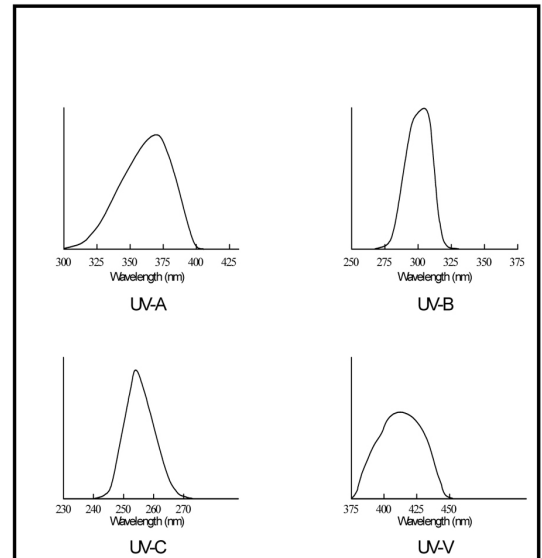 300 325 350 375 400 425
Wavelength (nm)
UV-A
250 275 300 325 350 375
Wavelength (nm)
UV-B
230 240 250 260 270
Wavelength (nm)
UV-C
375 400 425 450
Wavelength (nm)
UV-V